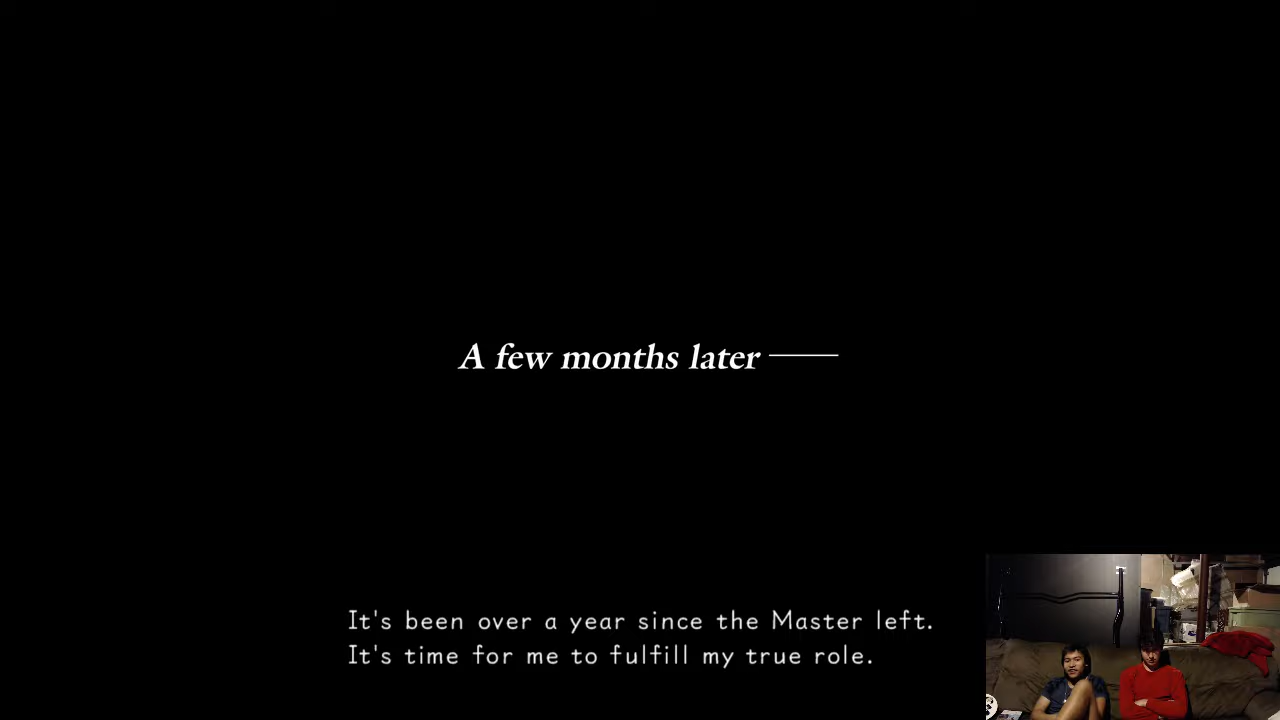 A few months later ——
It's been over a year since the Master left.
It's time for me to fulfill my true role.